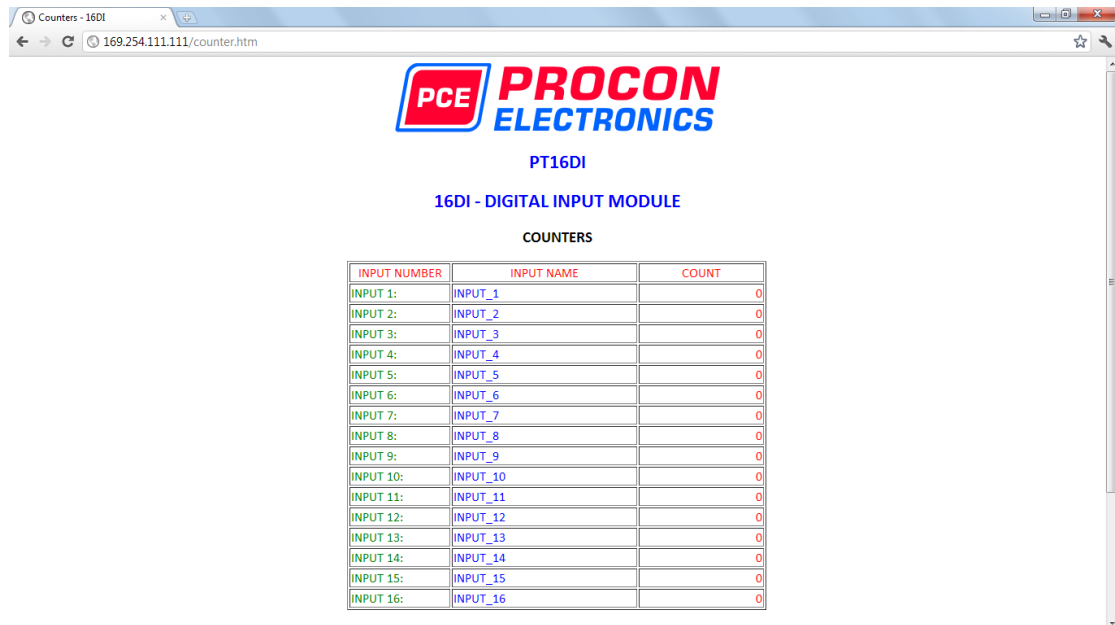 Counters - 16DI
169.254.111.111/counter.htm
PCE PROCON
ELECTRONICS
PT16DI
16DI - DIGITAL INPUT MODULE
COUNTERS
INPUT NUMBER INPUT NAME COUNT
INPUT 1: INPUT_1 0
INPUT 2: INPUT_2 0
INPUT 3: INPUT_3 0
INPUT 4: INPUT_4 0
INPUT 5: INPUT_5 0
INPUT 6: INPUT_6 0
INPUT 7: INPUT_7 0
INPUT 8: INPUT_8 0
INPUT 9: INPUT_9 0
INPUT 10: INPUT_10 0
INPUT 11: INPUT_11 0
INPUT 12: INPUT_12 0
INPUT 13: INPUT_13 0
INPUT 14: INPUT_14 0
INPUT 15: INPUT_15 0
INPUT 16: INPUT_16 0